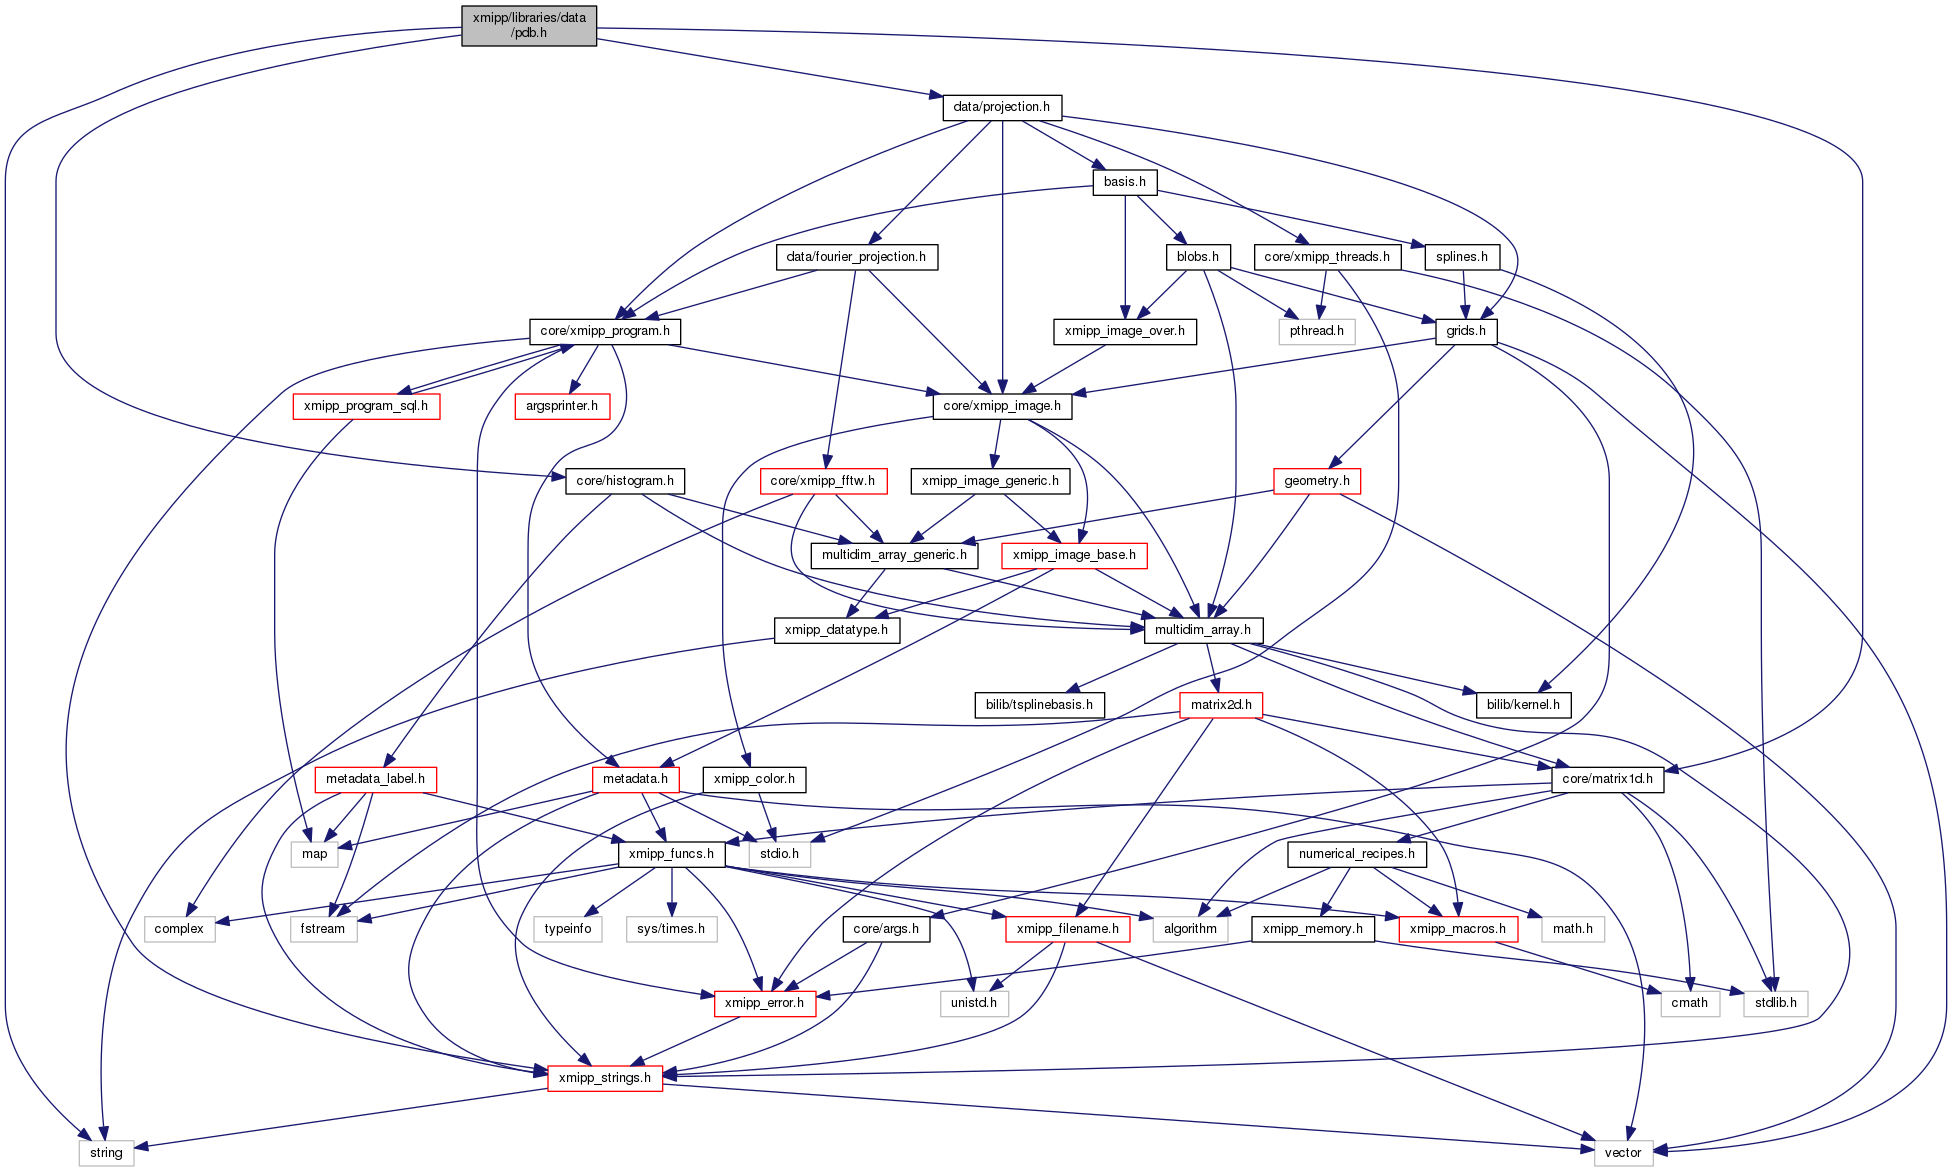 xmipp/libraries/data
/pdb.h
data/projection.h
basis.h
data/fourier_projection.h
blobs.h
core/xmipp_threads.h
splines.h
core/xmipp_program.h
xmipp_image_over.h
pthread.h
grids.h
xmipp_program_sql.h
argsprinter.h
core/xmipp_image.h
core/histogram.h
core/xmipp_fftw.h
xmipp_image_generic.h
geometry.h
multidim_array_generic.h
xmipp_image_base.h
xmipp_datatype.h
multidim_array.h
bilib/tsplinebasis.h
matrix2d.h
bilib/kernel.h
metadata_label.h
metadata.h
xmipp_color.h
core/matrix1d.h
map
xmipp_funcs.h
stdio.h
numerical_recipes.h
complex
fstream
typeinfo
sys/times.h
core/args.h
xmipp_filename.h
algorithm
xmipp_memory.h
xmipp_macros.h
math.h
xmipp_error.h
unistd.h
cmath
stdlib.h
xmipp_strings.h
string
vector